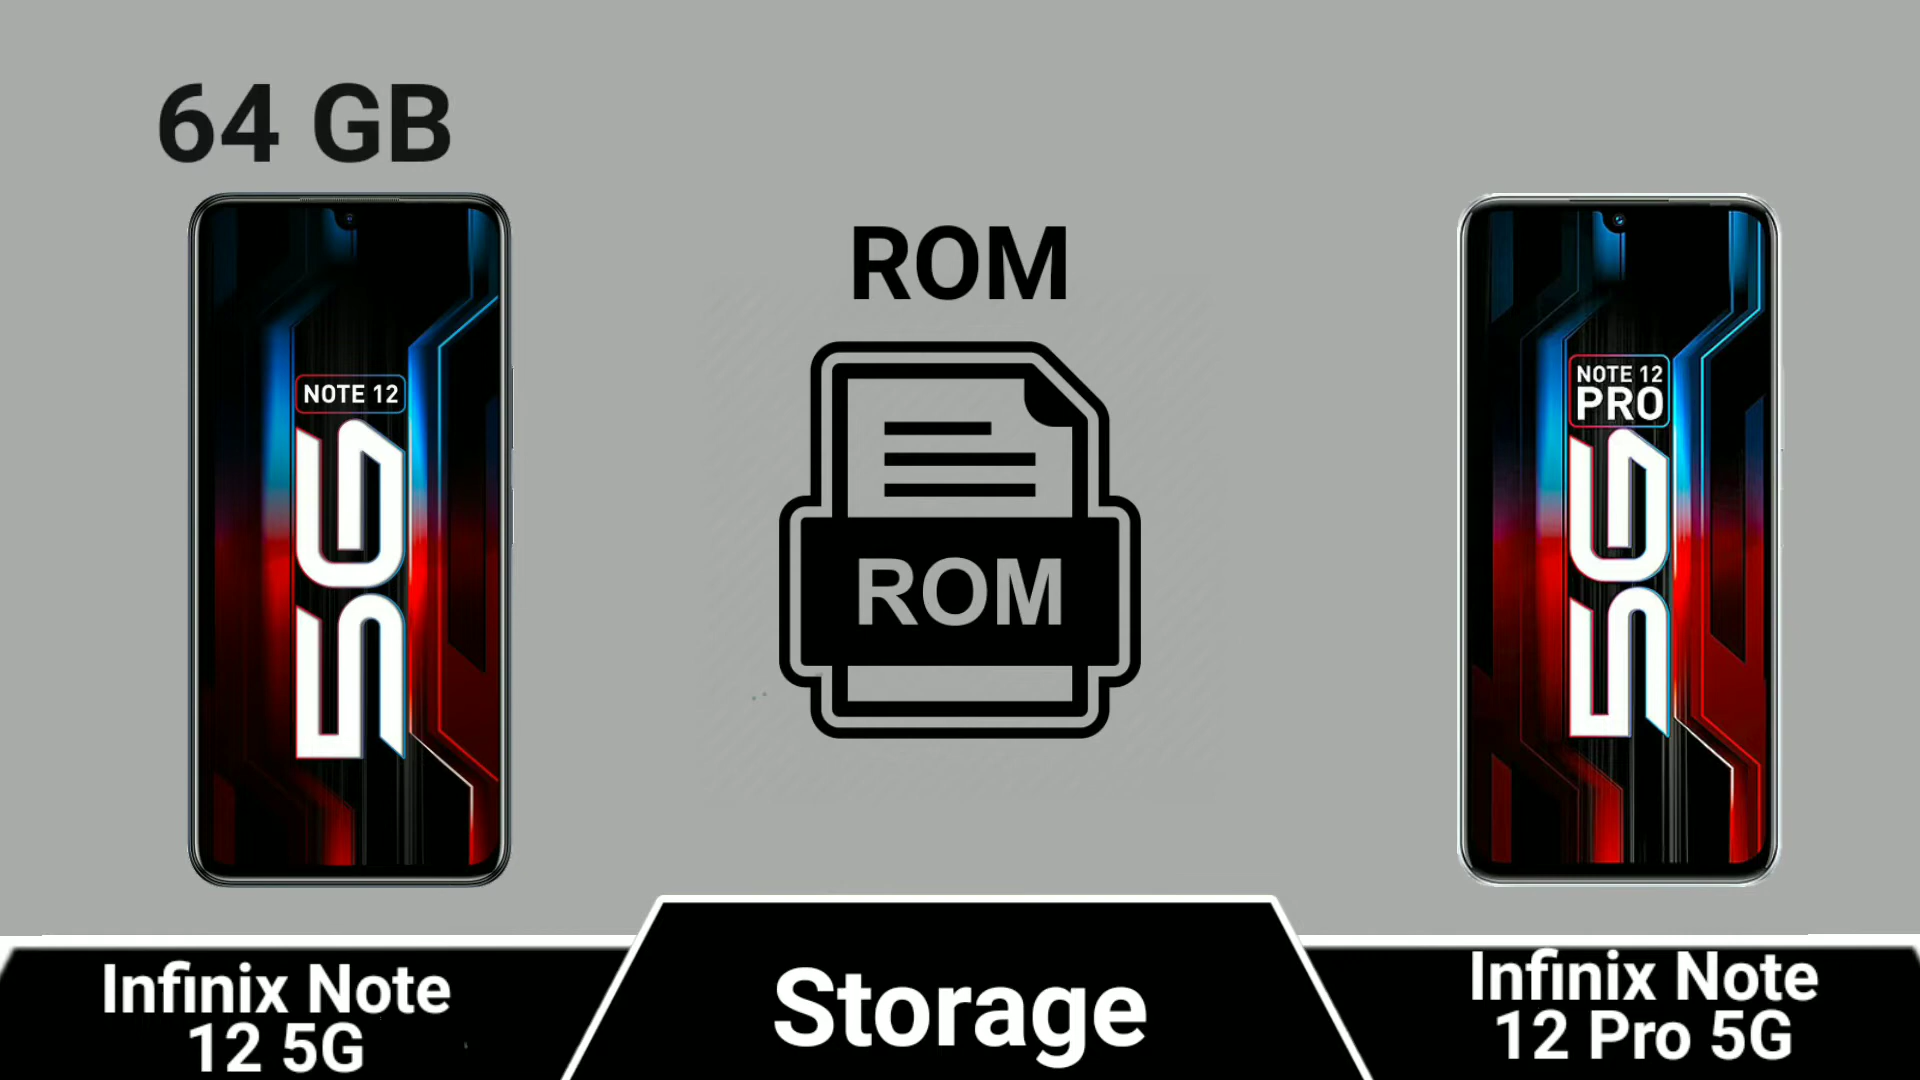 64 GB
NOTE 12
5G
ROM
ROM
NOTE 12
PRO
5G
Infinix Note
12 5G
Storage
Infinix Note
12 Pro 5G